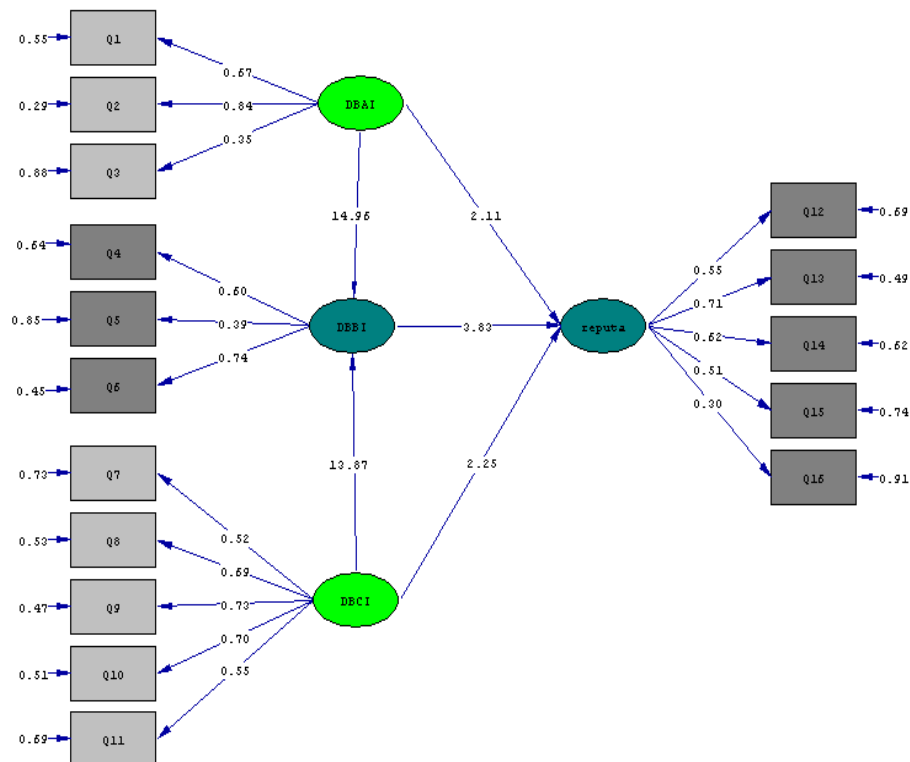 0.55 Q1
0.67
0.29 Q2 0.84 DBAI
0.35
0.88 Q3
14.96 2.11
Q12 0.69
0.64 Q4
0.60 0.55
0.71 Q13 0.49
0.85 Q5 0.39 DBBI 3.83 reputa
0.62 Q14 0.62
0.74 0.51
0.45 Q6 0.30
Q15 0.74
0.73 Q7 13.87 2.25
Q16 0.91
0.52
0.53 Q8
0.69
0.47 Q9 0.73 DBCI
0.70
0.51 Q10 0.55
0.69 Q11